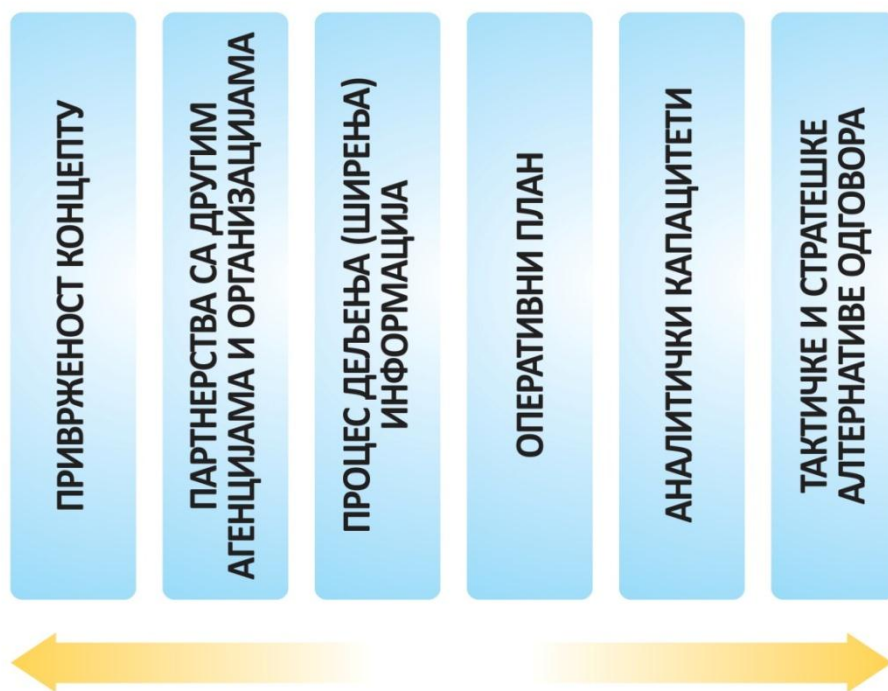 ПРИВРЖЕНОСТ КОНЦЕПТУ
ПАРТНЕРСТВА СА ДРУГИМ
АГЕНЦИЈАМА И ОРГАНИЗАЦИЈАМА
ПРОЦЕС ДЕЉЕЊА (ШИРЕЊА)
ИНФОРМАЦИЈА
ОПЕРАТИВНИ ПЛАН
АНАЛИТИЧКИ КАПАЦИТЕТИ
ТАКТИЧКЕ И СТРАТЕШКЕ
АЛТЕРНАТИВЕ ОДГОВОРА